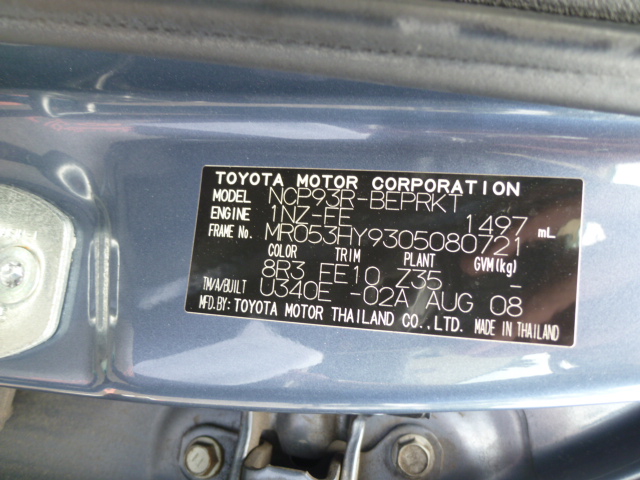 TOYOTA MOTOR CORPORATION
MODEL NCP93R-BEPRKT
ENGINE 1NZ-FE 1497 mL
FRAME No. MR053HY9305080721
COLOR TRIM PLANT GVM(kg)
8R3 FE10 Z35 -
TM/A/BUILT U340E -02A AUG 08
MFD.BY: TOYOTA MOTOR THAILAND CO.,LTD. MADE IN THAILAND